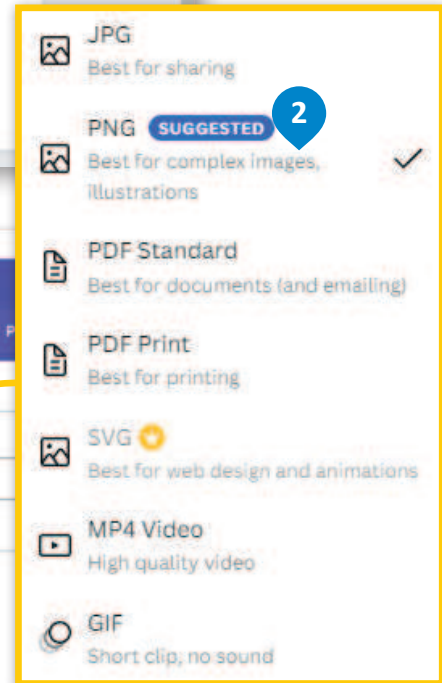 JPG
Best for sharing
PNG SUGGESTED 2
Best for complex images,
illustrations
PDF Standard
Best for documents (and emailing)
P
PDF Print
Best for printing
SVG
Best for web design and animations
MP4 Video
High quality video
GIF
Short clip, no sound